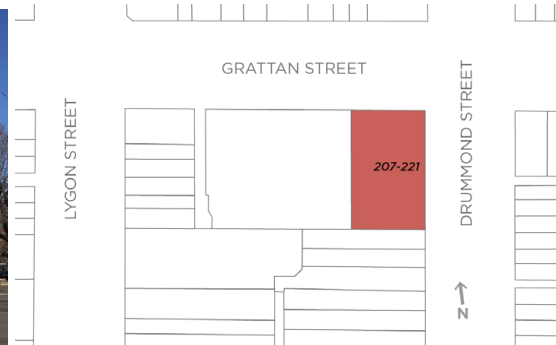 GRATTAN STREET
LYGON STREET
DRUMMOND STREET
207-221
N